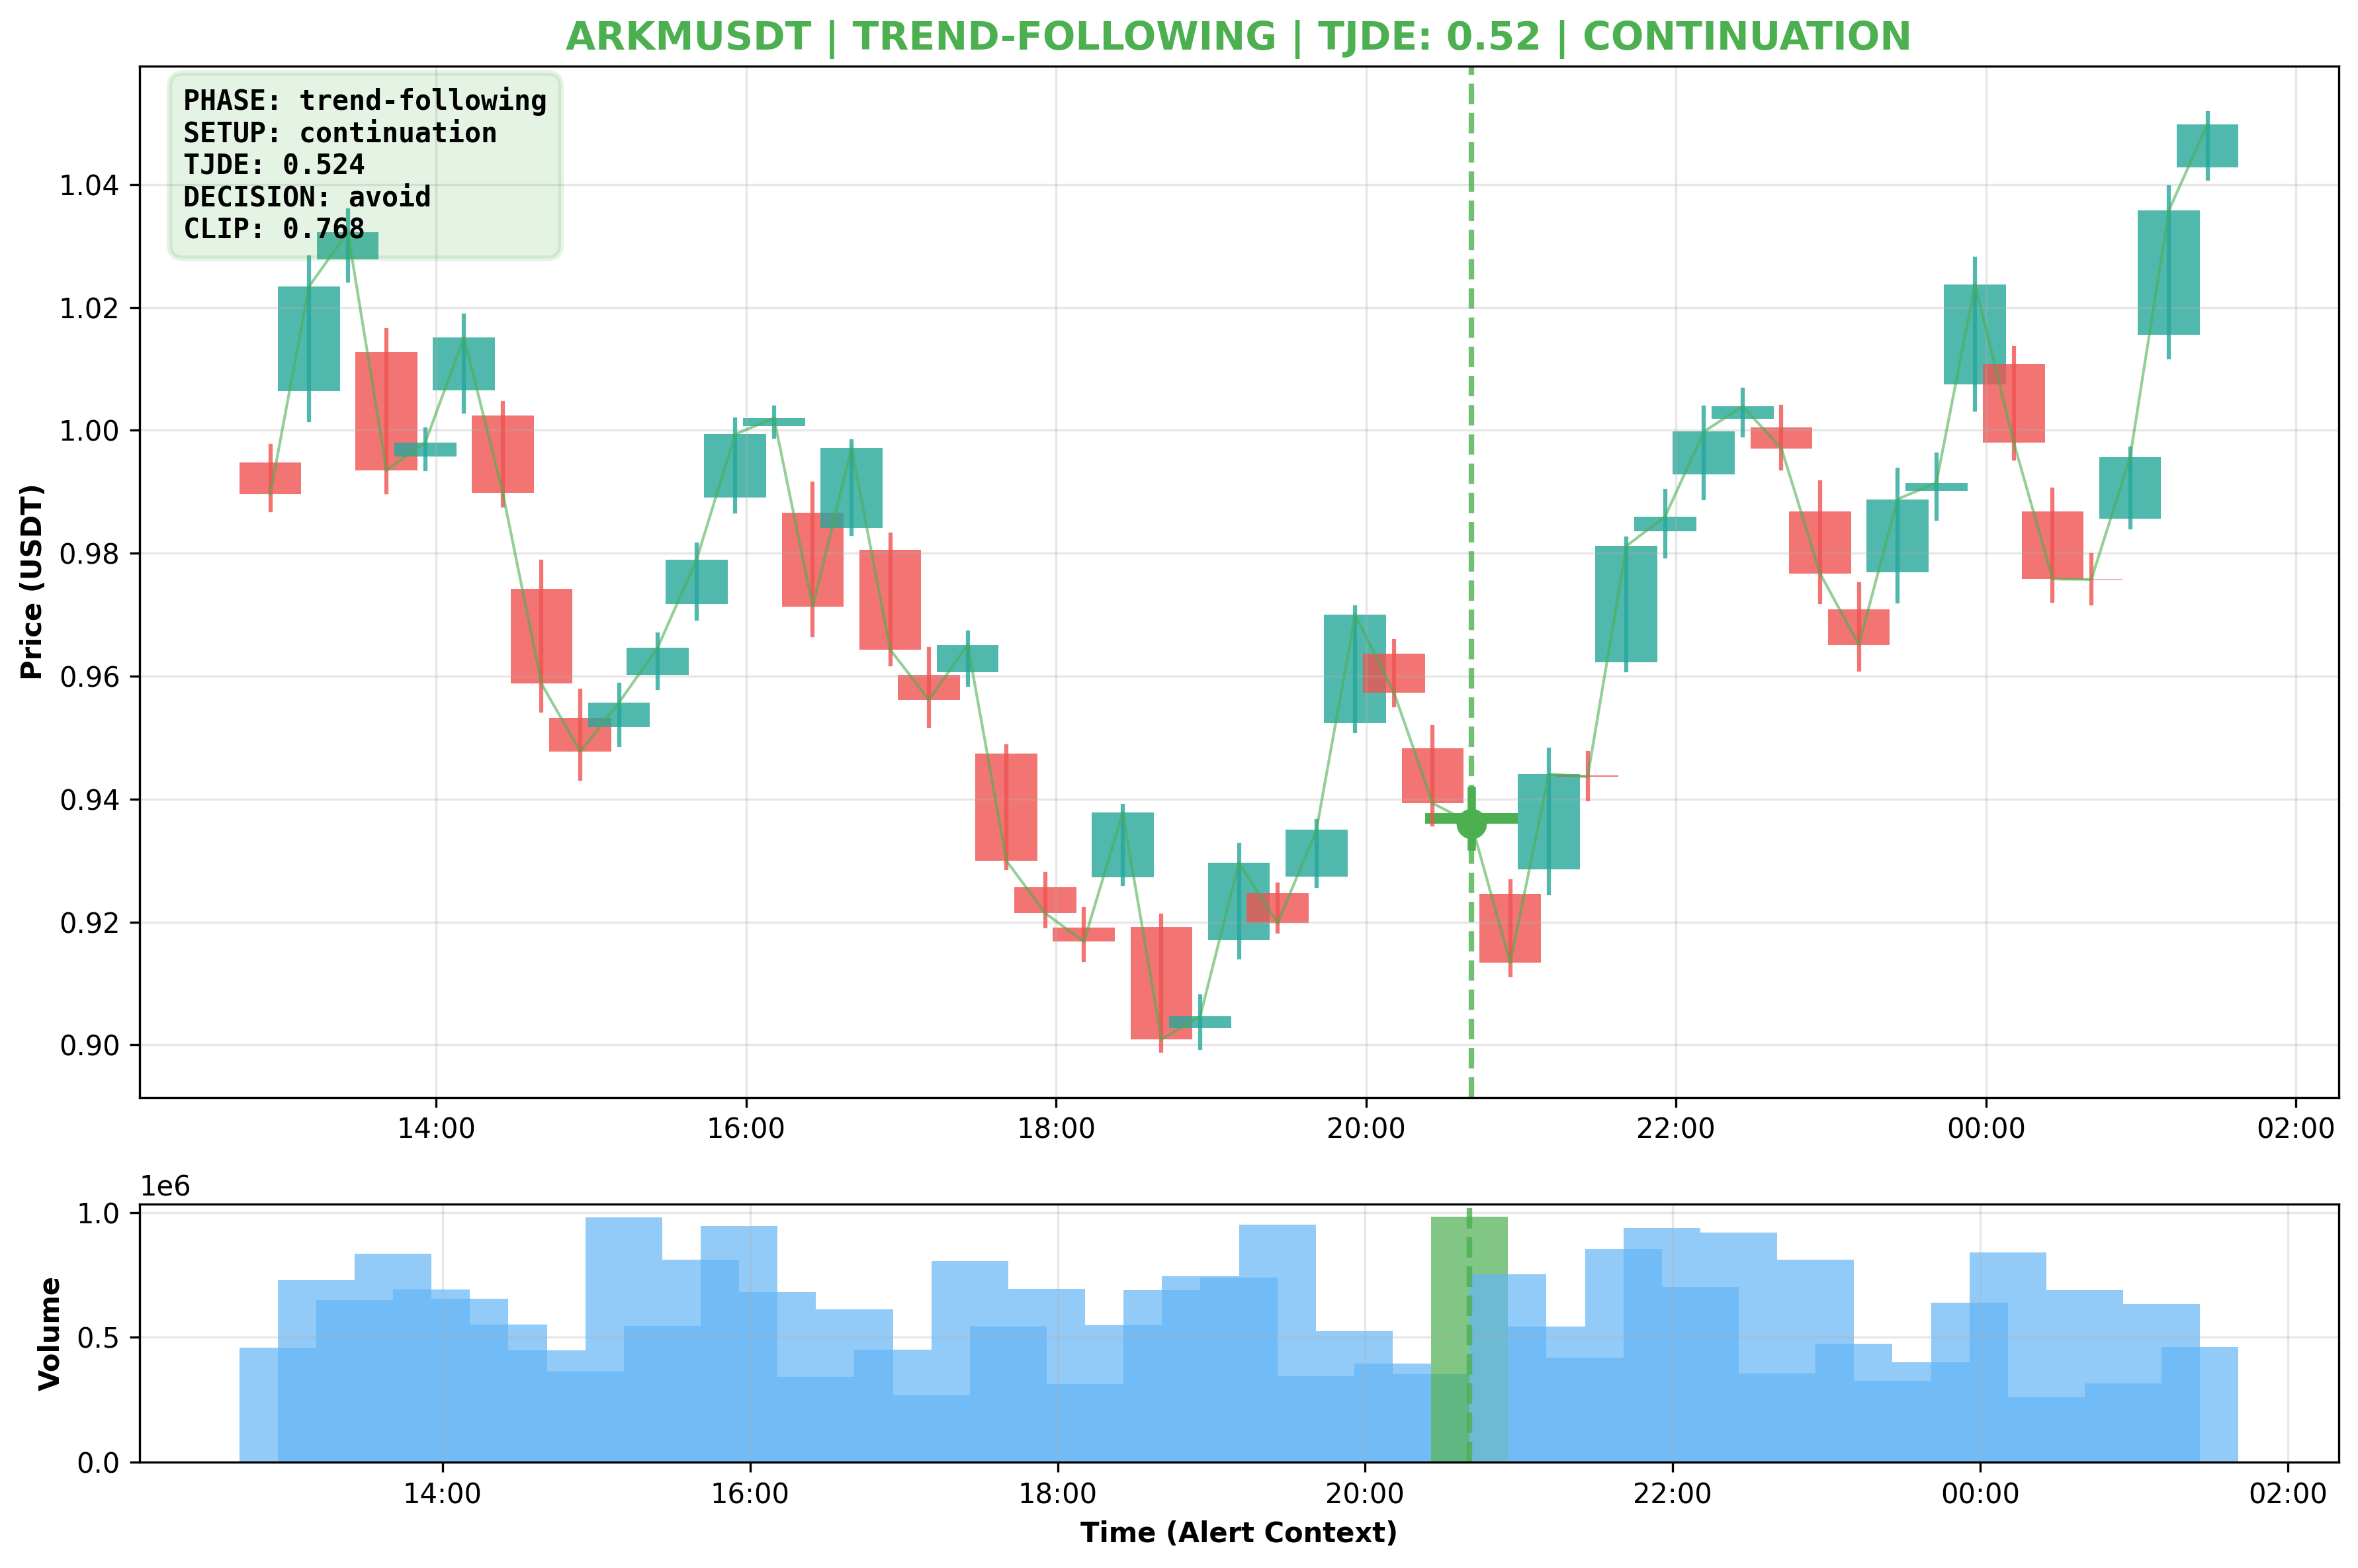 ARKMUSDT | TREND-FOLLOWING | TJDE: 0.52 | CONTINUATION
PHASE: trend-following
SETUP: continuation
TJDE: 0.524
DECISION: avoid
CLIP: 0.768
Price (USDT)
1.04
1.02
1.00
0.98
0.96
0.94
0.92
0.90
14:00 16:00 18:00 20:00 22:00 00:00 02:00
1e6
Volume
1.0
0.5
0.0
14:00 16:00 18:00 20:00 22:00 00:00 02:00
Time (Alert Context)